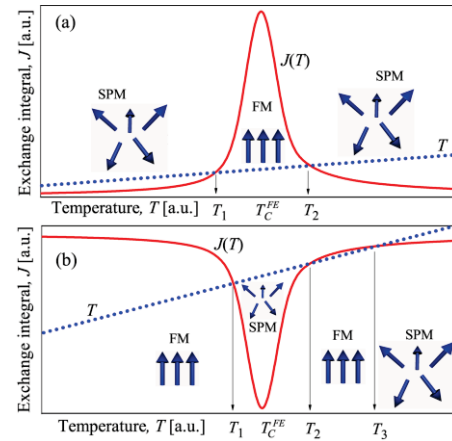 (a)
Exchange integral, J [a.u.]
SPM
J(T)
FM
SPM
T
Temperature, T [a.u.]
T₁
T_C^{FE}
T₂
(b)
Exchange integral, J [a.u.]
J(T)
T
SPM
FM
FM
SPM
Temperature, T [a.u.]
T₁
T_C^{FE}
T₂
T₃